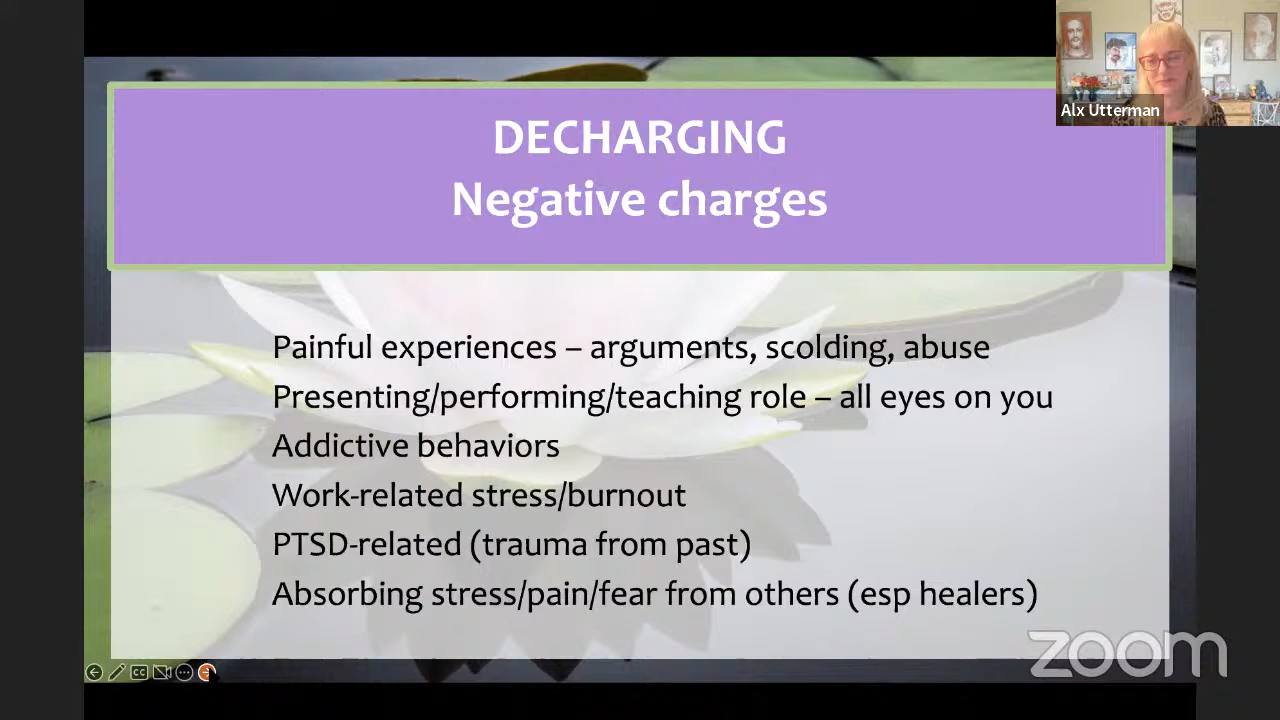 Alx Utterman
DECHARGING
Negative charges
Painful experiences – arguments, scolding, abuse
Presenting/performing/teaching role – all eyes on you
Addictive behaviors
Work-related stress/burnout
PTSD-related (trauma from past)
Absorbing stress/pain/fear from others (esp healers)
zoom
CC